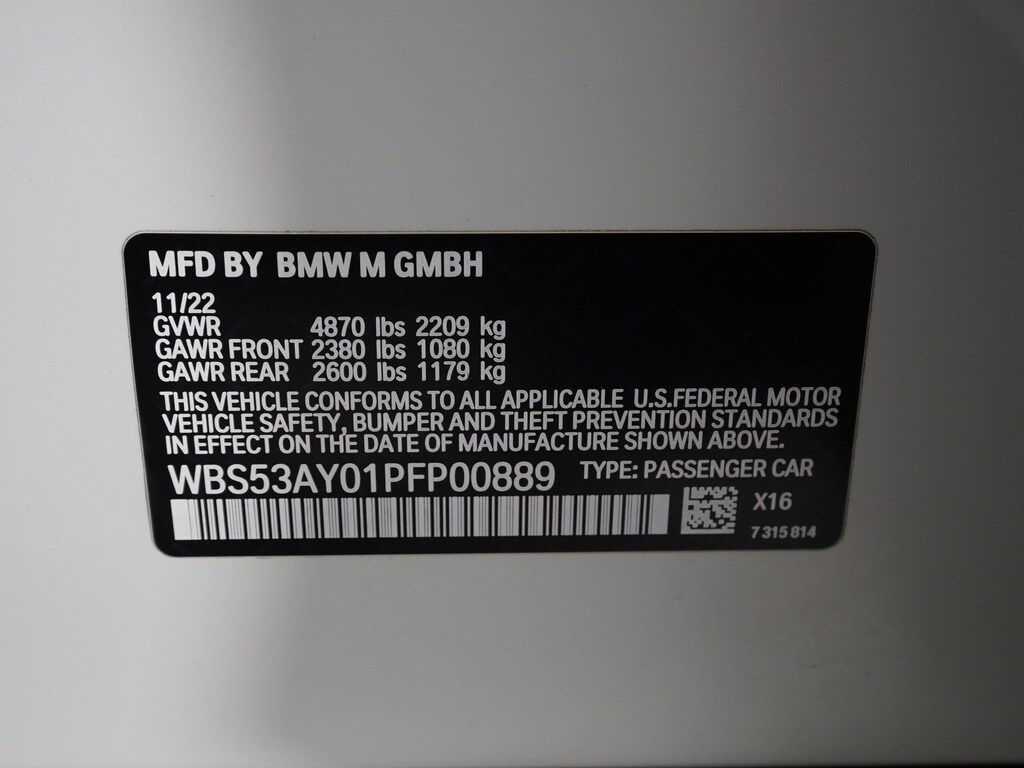 MFD BY BMW M GMBH
11/22
GVWR 4870 lbs 2209 kg
GAWR FRONT 2380 lbs 1080 kg
GAWR REAR 2600 lbs 1179 kg
THIS VEHICLE CONFORMS TO ALL APPLICABLE U.S.FEDERAL MOTOR
VEHICLE SAFETY, BUMPER AND THEFT PREVENTION STANDARDS
IN EFFECT ON THE DATE OF MANUFACTURE SHOWN ABOVE.
WBS53AY01PFP00889 TYPE: PASSENGER CAR
X16
7 315 814